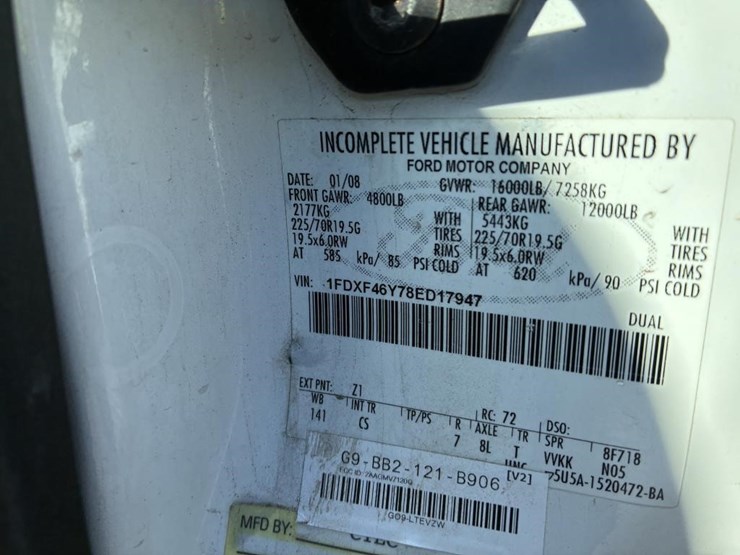 INCOMPLETE VEHICLE MANUFACTURED BY
FORD MOTOR COMPANY
DATE: 01/08 GVWR: 16000LB/ 7258KG
FRONT GAWR: 4800LB REAR GAWR: 12000LB
2177KG WITH 5443KG WITH
225/70R19.5G TIRES 225/70R19.5G TIRES
19.5x6.0RW RIMS 19.5x6.0RW RIMS
AT 585 kPa/ 85 PSI COLD AT 620 kPa/ 90 PSI COLD
VIN: 1FDXF46Y78ED17947
DUAL
EXT PNT: Z1 RC: 72 DSO:
WB INT TR TP/PS R AXLE TR SPR 8F718
141 CS 7 8L T VVKK N05
G9-BB2-121-B906 [V2]
5U5A-1520472-BA
G09-LTEVZW
MFD BY: